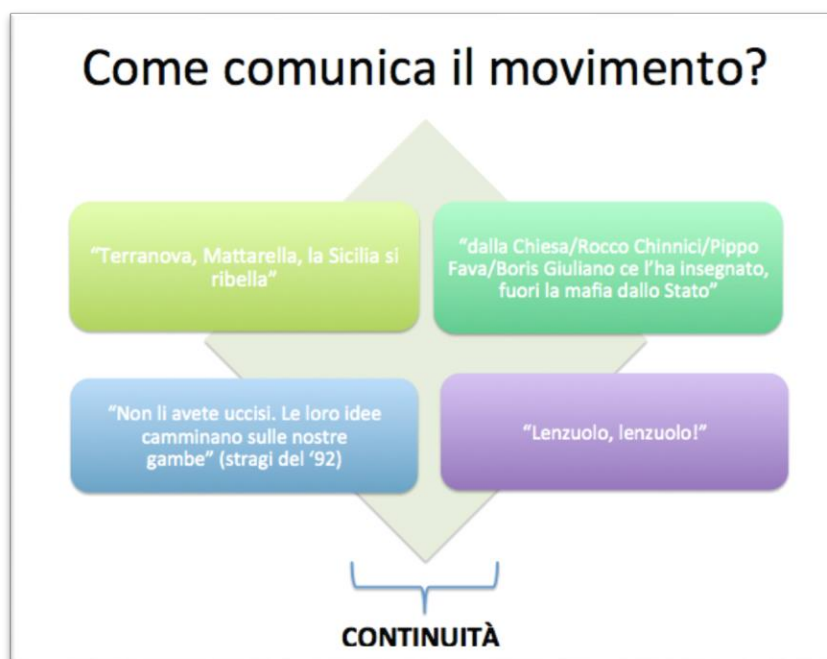 Come comunica il movimento?
“Terranova, Mattarella, la Sicilia si
ribella”
“dalla Chiesa/Rocco Chinnici/Pippo
Fava/Boris Giuliano ce l’ha insegnato,
fuori la mafia dallo Stato”
“Non li avete uccisi. Le loro idee
camminano sulle nostre
gambe” (stragi del ‘92)
“Lenzuolo, lenzuolo!”
CONTINUITÀ